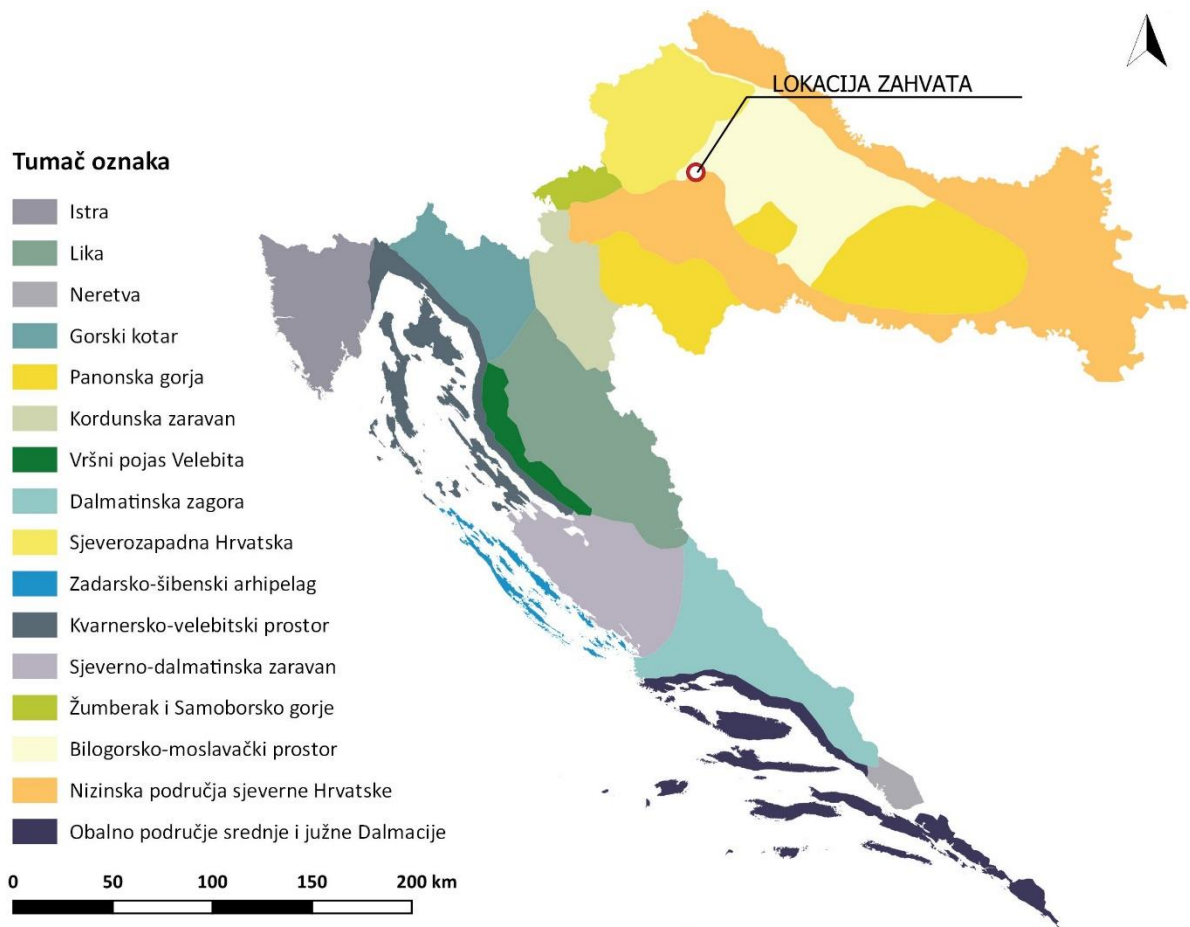 LOKACIJA ZAHVATA
Tumač oznaka
Istra
Lika
Neretva
Gorski kotar
Panonska gorja
Kordunska zaravan
Vršni pojas Velebita
Dalmatinska zagora
Sjeverozapadna Hrvatska
Zadarsko-šibenski arhipelag
Kvarnersko-velebitski prostor
Sjeverno-dalmatinska zaravan
Žumberak i Samoborsko gorje
Bilogorsko-moslavački prostor
Nizinska područja sjeverne Hrvatske
Obalno područje srednje i južne Dalmacije
0 50 100 150 200 km